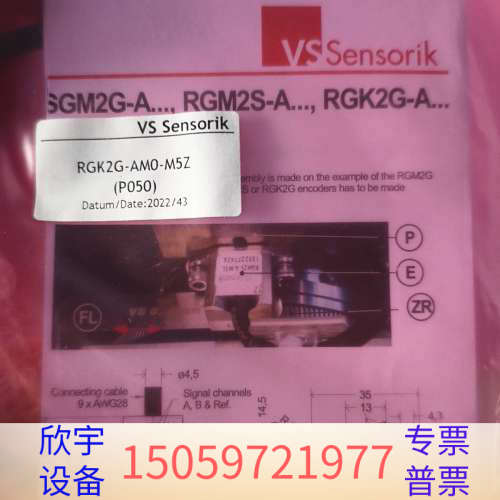 VS Sensorik
SGM2G-A..., RGM2S-A..., RGK2G-A...
VS Sensorik
RGK2G-AM0-M5Z
(P050)
Datum/Date:2022/43
mbly is made on the example of the RGM2G
S or RGK2G encoders has to be made
P
E
ZR
FL
ø4,5
Connecting cable
9 x AWG28
Signal channels
A, B & Ref.
14,5
35
13
4,3
欣宇
设备
15059721977
专票
普票